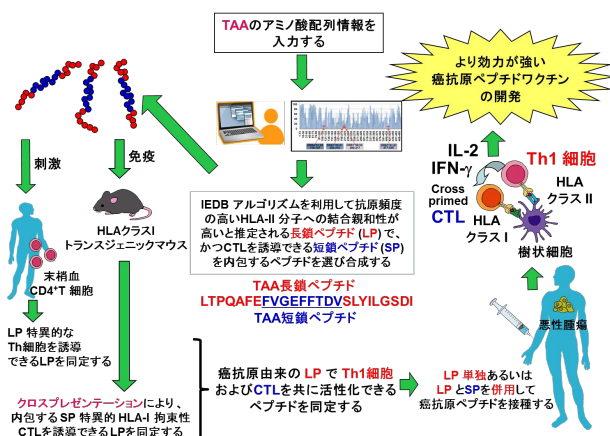 TAAのアミノ酸配列情報を
入力する
IEDB アルゴリズムを利用して抗原頻度
の高いHLA-II 分子への結合親和性が
高いと推定される長鎖ペプチド(LP)で、
かつCTLを誘導できる短鎖ペプチド(SP)
を内包するペプチドを選び合成する
TAA長鎖ペプチド
LTPQAFEFVGEFFTDVSLYILGSDI
TAA短鎖ペプチド
刺激
免疫
末梢血
CD4+T 細胞
HLAクラスI
トランスジェニックマウス
LP 特異的な
Th細胞を誘導
できるLPを同定する
クロスプレゼンテーションにより、
内包するSP 特異的 HLA-I 拘束性
CTLを誘導できるLPを同定する
癌抗原由来の LP で Th1細胞
およびCTLを共に活性化できる
ペプチドを同定する
LP 単独あるいは
LP とSPを併用して
癌抗原ペプチドを接種する
悪性腫瘍
樹状細胞
HLA
クラス I
HLA
クラス II
Cross
primed
CTL
IL-2
IFN-γ
Th1 細胞
より効力が強い
癌抗原ペプチドワクチン
の開発